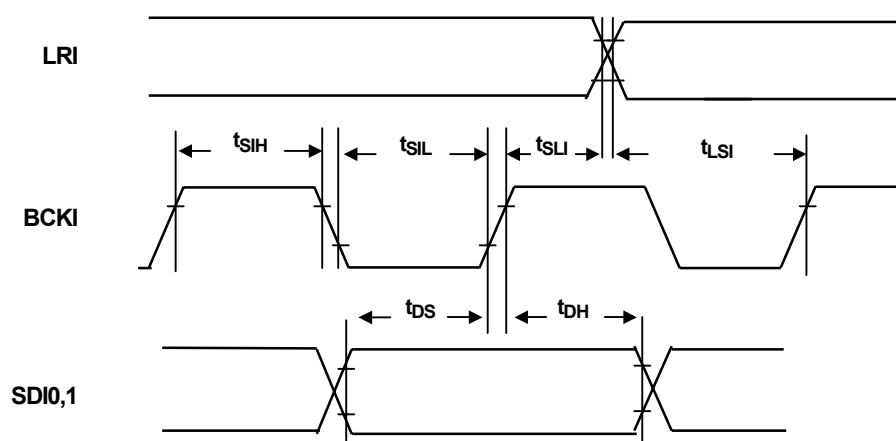 LRI
tSIH tSIL tSLI tLSI
BCKI
tDS tDH
SDI0,1